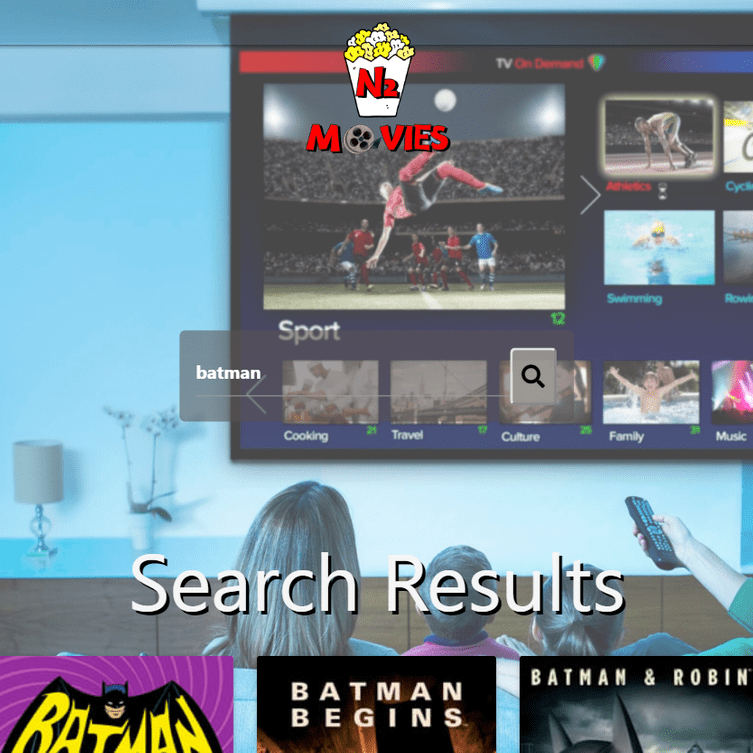 N2
MOVIES
TV On Demand
Athletics
Cycli
Swimming
Rowi
Sport
12
batman
Cooking 21
Travel 17
Culture 25
Family 31
Music
Search Results
BATMAN
BATMAN
BEGINS
BATMAN & ROBIN